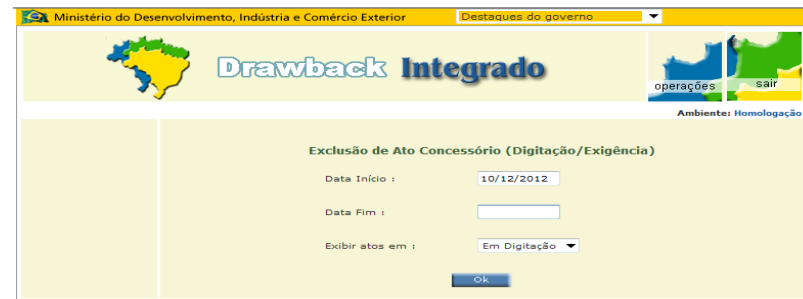 Ministério do Desenvolvimento, Indústria e Comércio Exterior Destaques do governo
Drawback Integrado
operações sair
Ambiente: Homologação
Exclusão de Ato Concessório (Digitação/Exigência)
Data Início : 10/12/2012
Data Fim :
Exibir atos em : Em Digitação
Ok